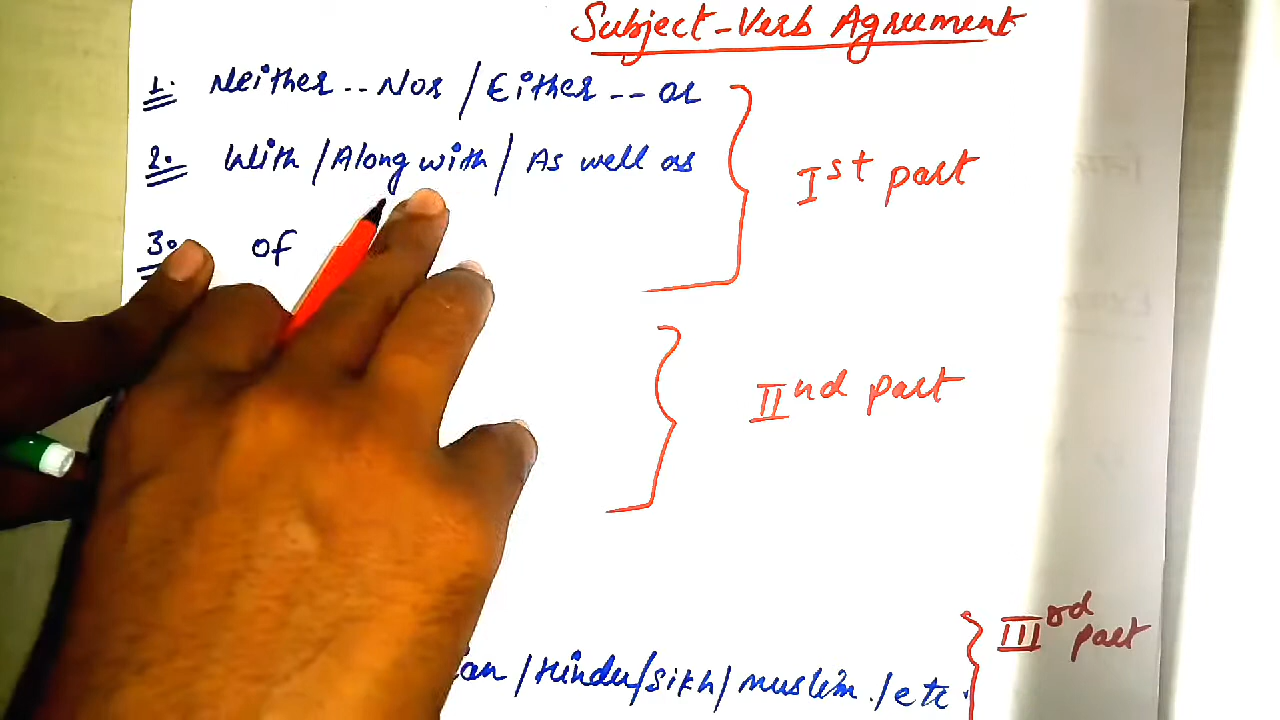 Subject-Verb Agreement
1. Neither -- Nor / Either -- or
2. With / Along with / As well as
Ist part
3. of
IInd part
IIIrd part
/ Hindu / Sikh / muslim. / etc.